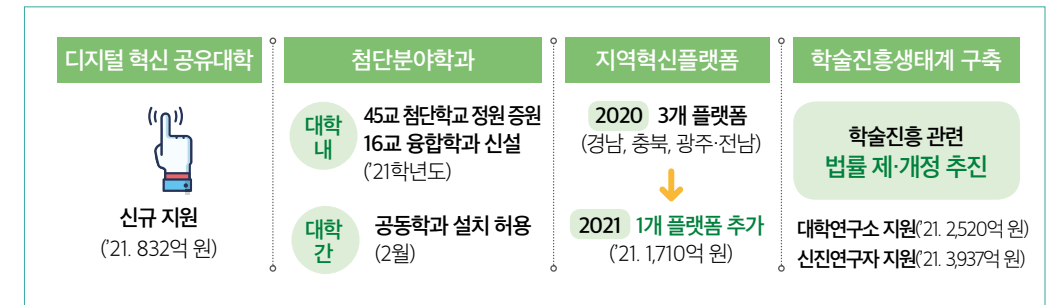 디지털 혁신 공유대학
신규 지원
('21. 832억 원)
첨단분야학과
대학
내
45교 첨단학교 정원 증원
16교 융합학과 신설
('21학년도)
대학
간
공동학과 설치 허용
(2월)
지역혁신플랫폼
2020 3개 플랫폼
(경남, 충북, 광주·전남)
2021 1개 플랫폼 추가
('21. 1,710억 원)
학술진흥생태계 구축
학술진흥 관련
법률 제·개정 추진
대학연구소 지원('21. 2,520억 원)
신진연구자 지원('21. 3,937억 원)